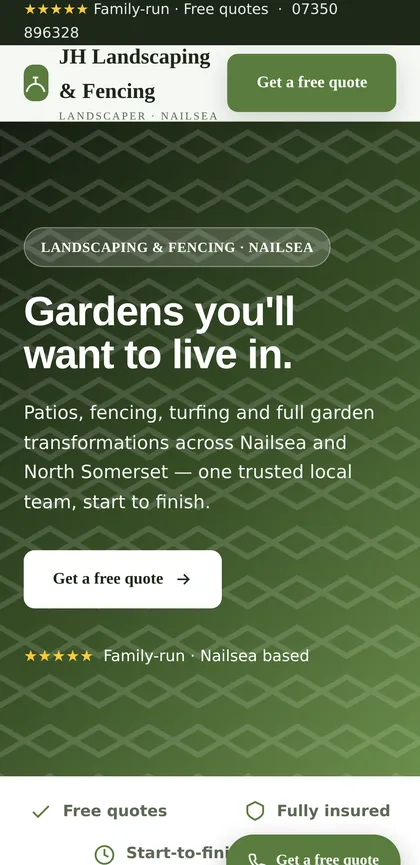 ★★★★★ Family-run · Free quotes · 07350
896328
JH Landscaping
& Fencing
LANDSCAPER · NAILSEA
Get a free quote
LANDSCAPING & FENCING · NAILSEA
Gardens you'll
want to live in.
Patios, fencing, turfing and full garden
transformations across Nailsea and
North Somerset — one trusted local
team, start to finish.
Get a free quote →
★★★★★ Family-run · Nailsea based
Free quotes
Fully insured
Start-to-fini
Get a free quote